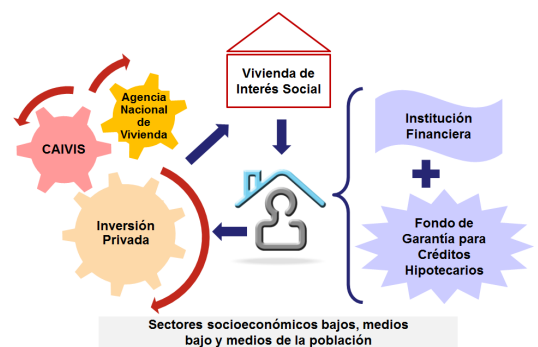 Vivienda de
Interés Social
Agencia
Nacional
de
Vivienda
CAIVIS
Inversión
Privada
Institución
Financiera
Fondo de
Garantía para
Créditos
Hipotecarios
Sectores socioeconómicos bajos, medios
bajo y medios de la población